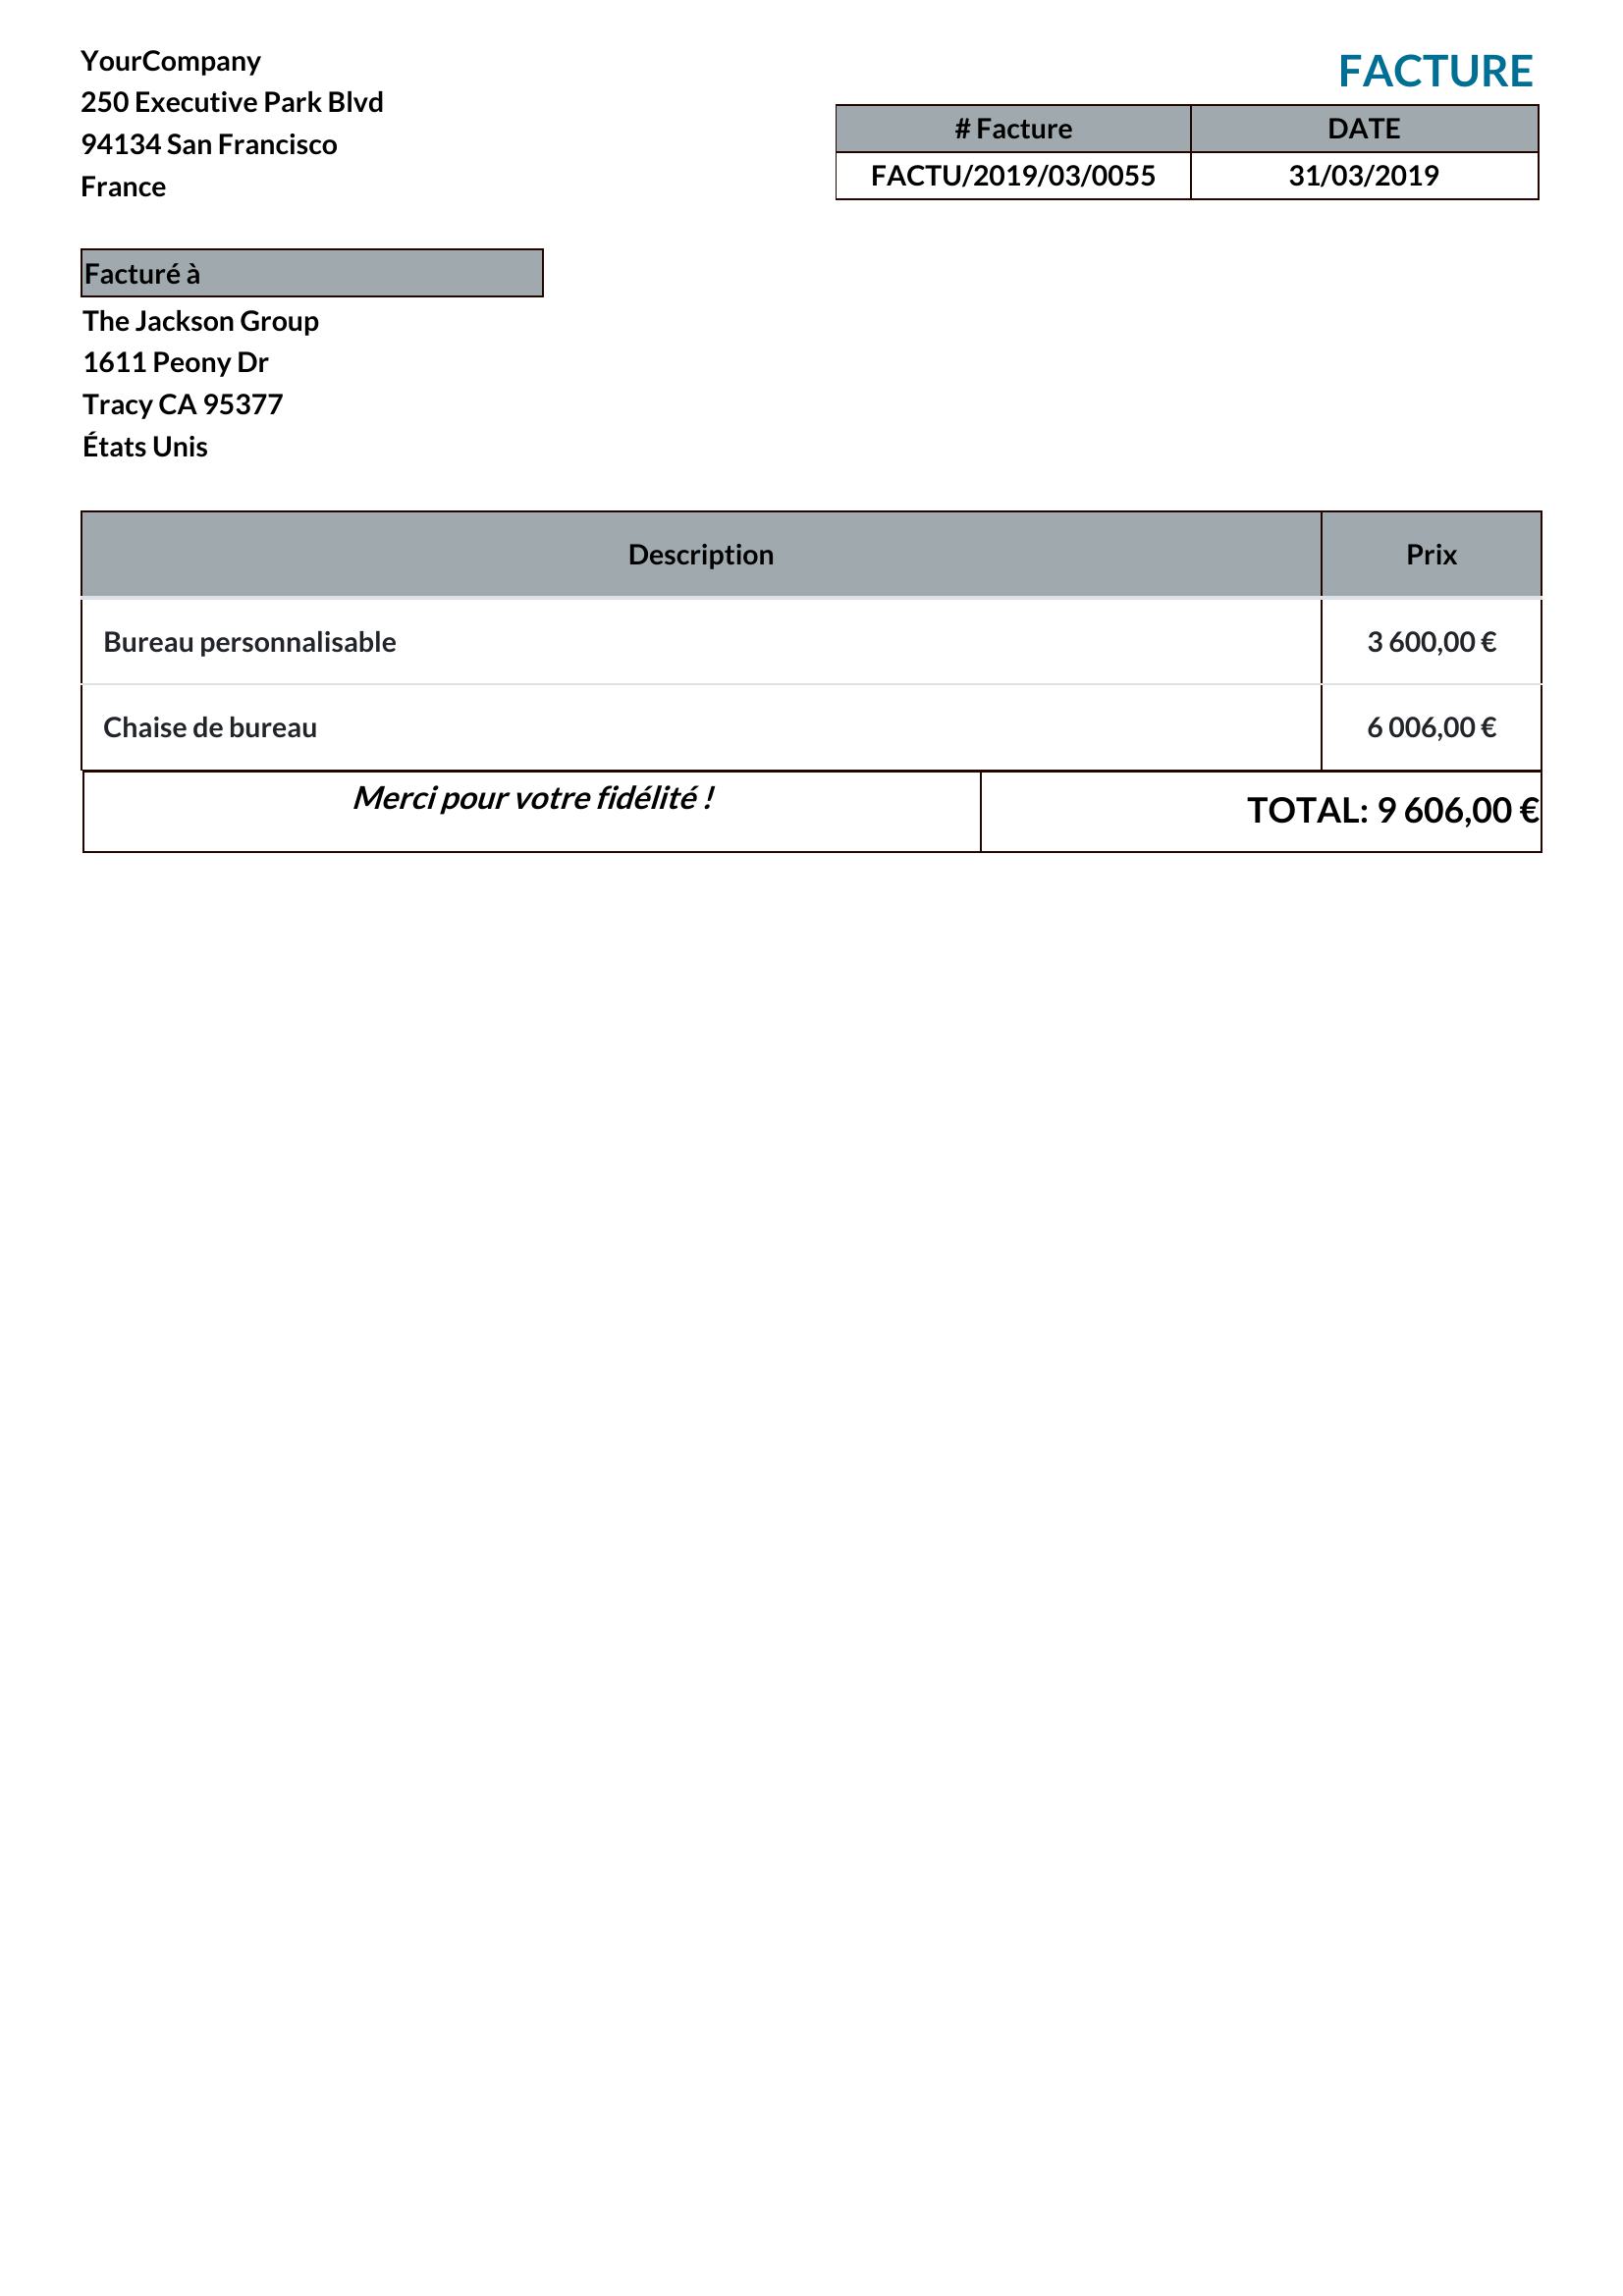 YourCompany
250 Executive Park Blvd
94134 San Francisco
France
FACTURE
# Facture DATE
FACTU/2019/03/0055 31/03/2019
Facturé à
The Jackson Group
1611 Peony Dr
Tracy CA 95377
États Unis
Description Prix
Bureau personnalisable 3 600,00 €
Chaise de bureau 6 006,00 €
Merci pour votre fidélité ! TOTAL: 9 606,00 €